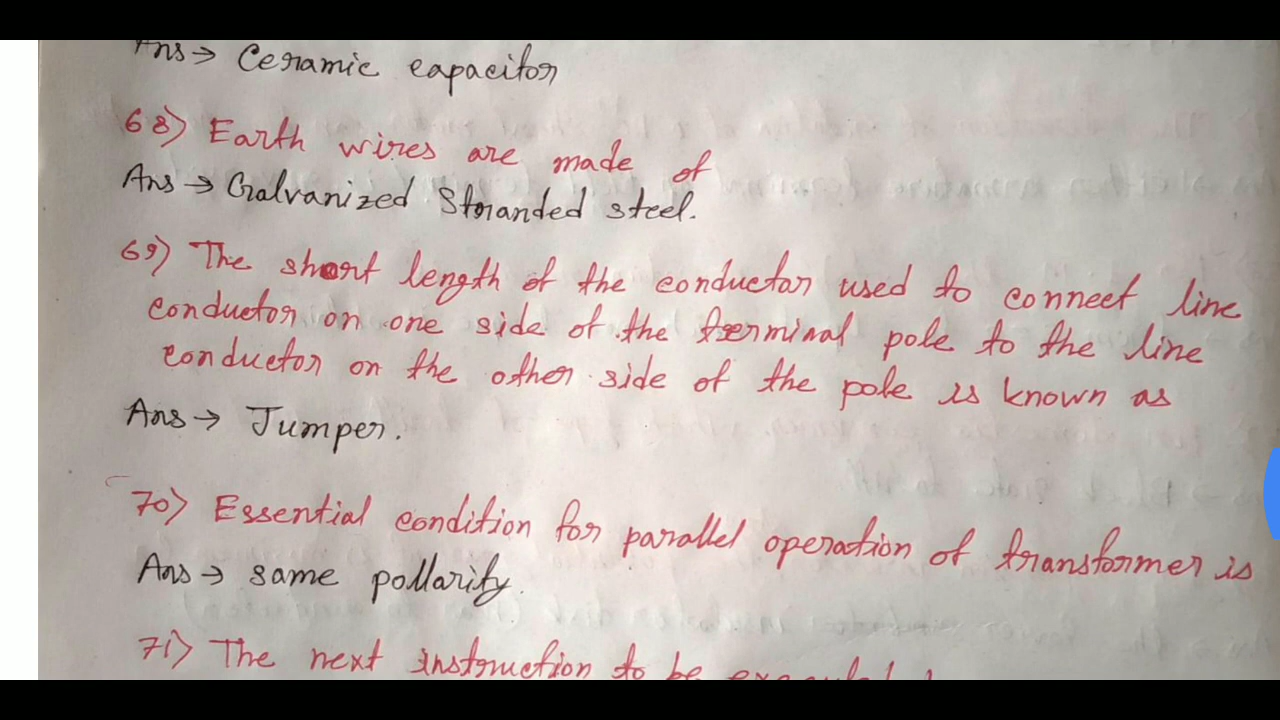 Ans → Ceramic capacitor
68) Earth wires are made of
Ans → Galvanized Stranded steel.
69) The short length of the conductor used to connect line
conductor on one side of the terminal pole to the line
conductor on the other side of the pole is known as
Ans → Jumper.
70) Essential condition for parallel operation of transformer is
Ans → same pollarity.
71) The next instruction to be executed